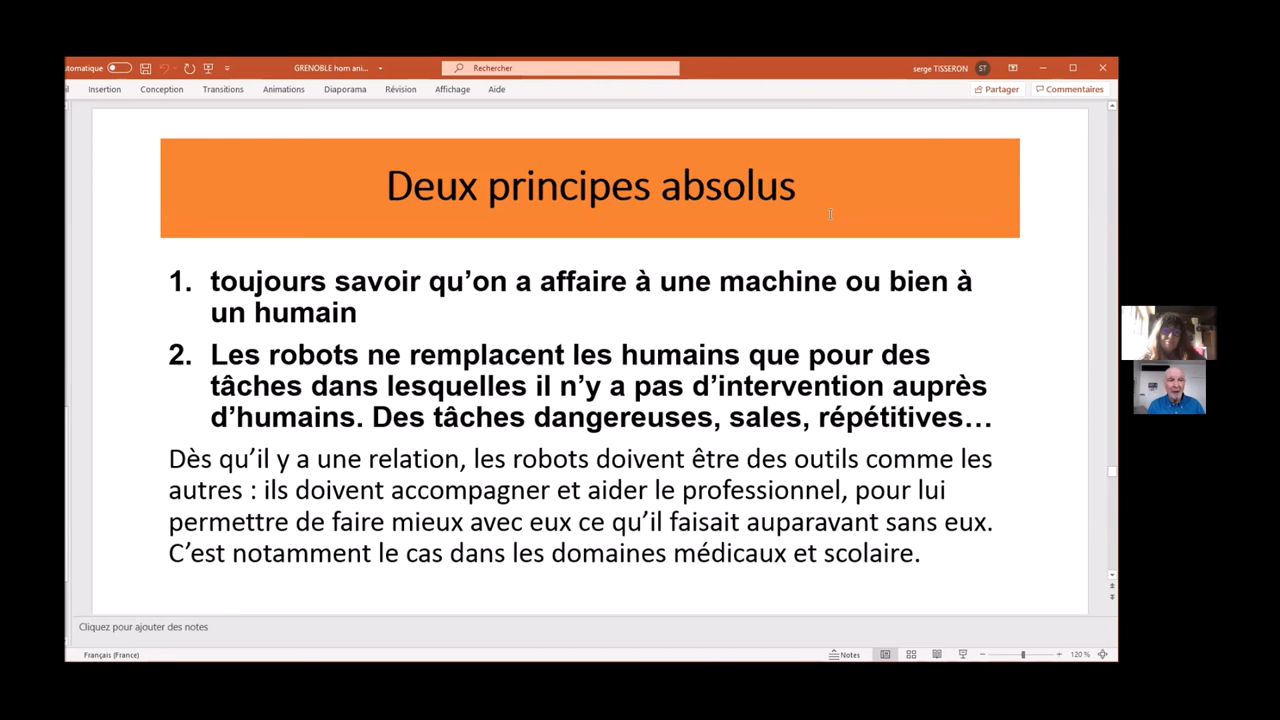 automatique
GRENOBLE hom ani...
Rechercher
serge TISSERON
ST
Insertion
Conception
Transitions
Animations
Diaporama
Révision
Affichage
Aide
Partager
Commentaires
Deux principes absolus
1. toujours savoir qu’on a affaire à une machine ou bien à
un humain
2. Les robots ne remplacent les humains que pour des
tâches dans lesquelles il n’y a pas d’intervention auprès
d’humains. Des tâches dangereuses, sales, répétitives…
Dès qu’il y a une relation, les robots doivent être des outils comme les
autres : ils doivent accompagner et aider le professionnel, pour lui
permettre de faire mieux avec eux ce qu’il faisait auparavant sans eux.
C’est notamment le cas dans les domaines médicaux et scolaire.
Cliquez pour ajouter des notes
Français (France)
Notes
120 %